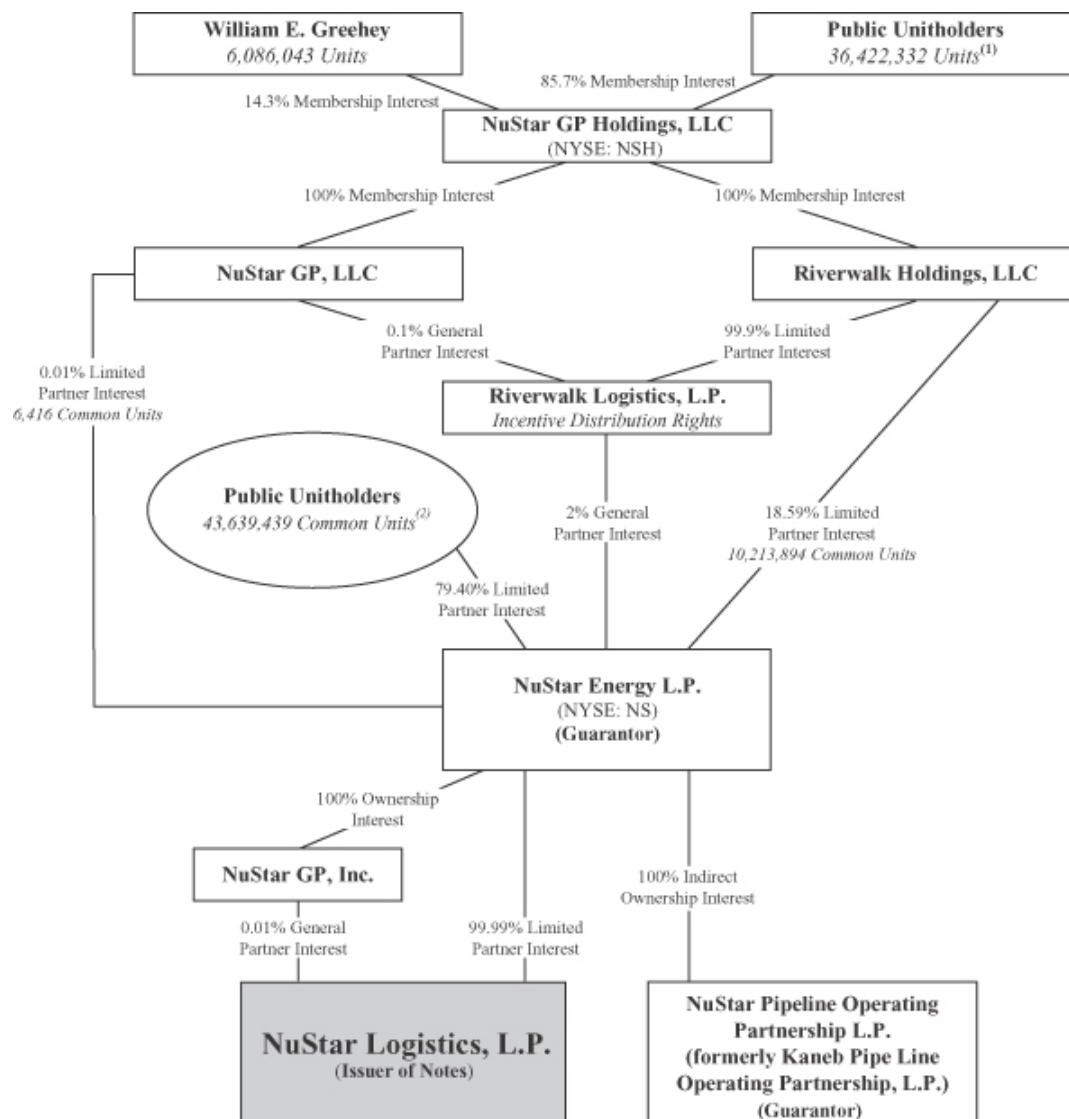 William E. Greehey
6,086,043 Units
Public Unitholders
36,422,332 Units(1)
85.7% Membership Interest
14.3% Membership Interest
NuStar GP Holdings, LLC
(NYSE: NSH)
100% Membership Interest
100% Membership Interest
NuStar GP, LLC
Riverwalk Holdings, LLC
0.1% General
Partner Interest
99.9% Limited
Partner Interest
0.01% Limited
Partner Interest
6,416 Common Units
Riverwalk Logistics, L.P.
Incentive Distribution Rights
Public Unitholders
43,639,439 Common Units(2)
2% General
Partner Interest
18.59% Limited
Partner Interest
10,213,894 Common Units
79.40% Limited
Partner Interest
NuStar Energy L.P.
(NYSE: NS)
(Guarantor)
100% Ownership
Interest
NuStar GP, Inc.
100% Indirect
Ownership Interest
0.01% General
Partner Interest
99.99% Limited
Partner Interest
NuStar Logistics, L.P.
(Issuer of Notes)
NuStar Pipeline Operating
Partnership L.P.
(formerly Kaneb Pipe Line
Operating Partnership, L.P.)
(Guarantor)